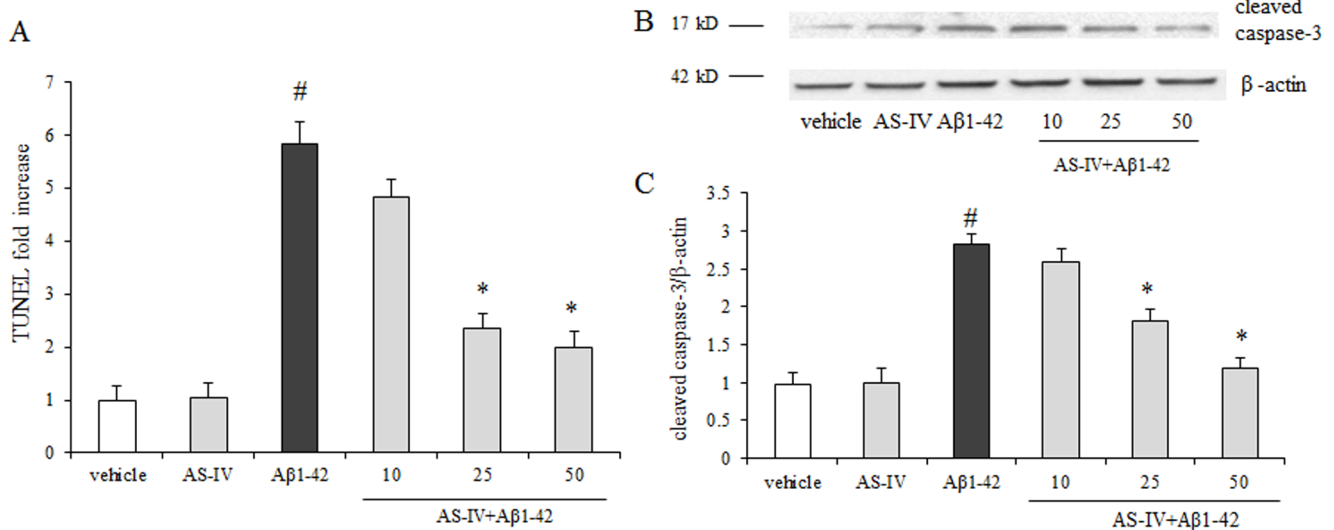 A
TUNEL fold increase
7
6
5
4
3
2
1
0
#
*
*
vehicle AS-IV Aβ1-42 10 25 50
AS-IV+Aβ1-42
B
17 kD
cleaved
caspase-3
42 kD
β-actin
vehicle AS-IV Aβ1-42 10 25 50
AS-IV+Aβ1-42
C
cleaved caspase-3/β-actin
3.5
3
2.5
2
1.5
1
0.5
0
#
*
*
vehicle AS-IV Aβ1-42 10 25 50
AS-IV+Aβ1-42